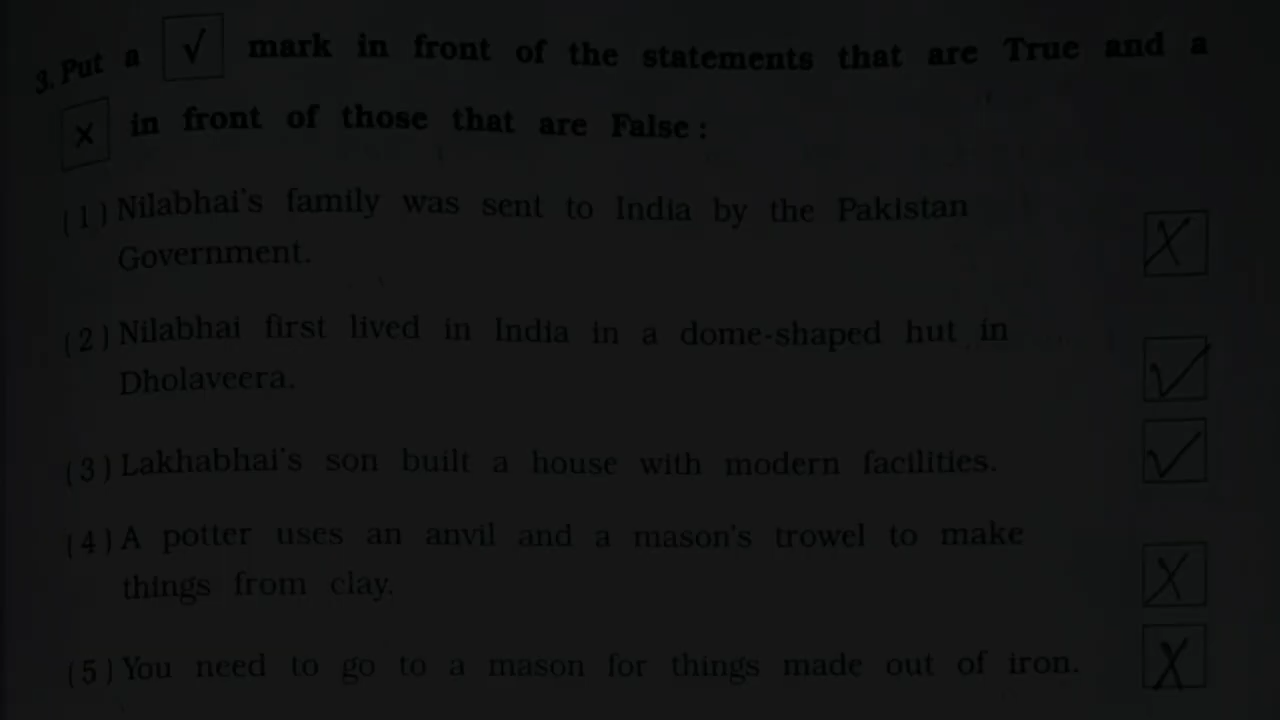 3. Put a √ mark in front of the statements that are True and a
x in front of those that are False :
(1) Nilabhai's family was sent to India by the Pakistan
Government. X
(2) Nilabhai first lived in India in a dome-shaped hut in
Dholaveera. ✓
(3) Lakhabhai's son built a house with modern facilities. ✓
(4) A potter uses an anvil and a mason's trowel to make
things from clay. X
(5) You need to go to a mason for things made out of iron. X